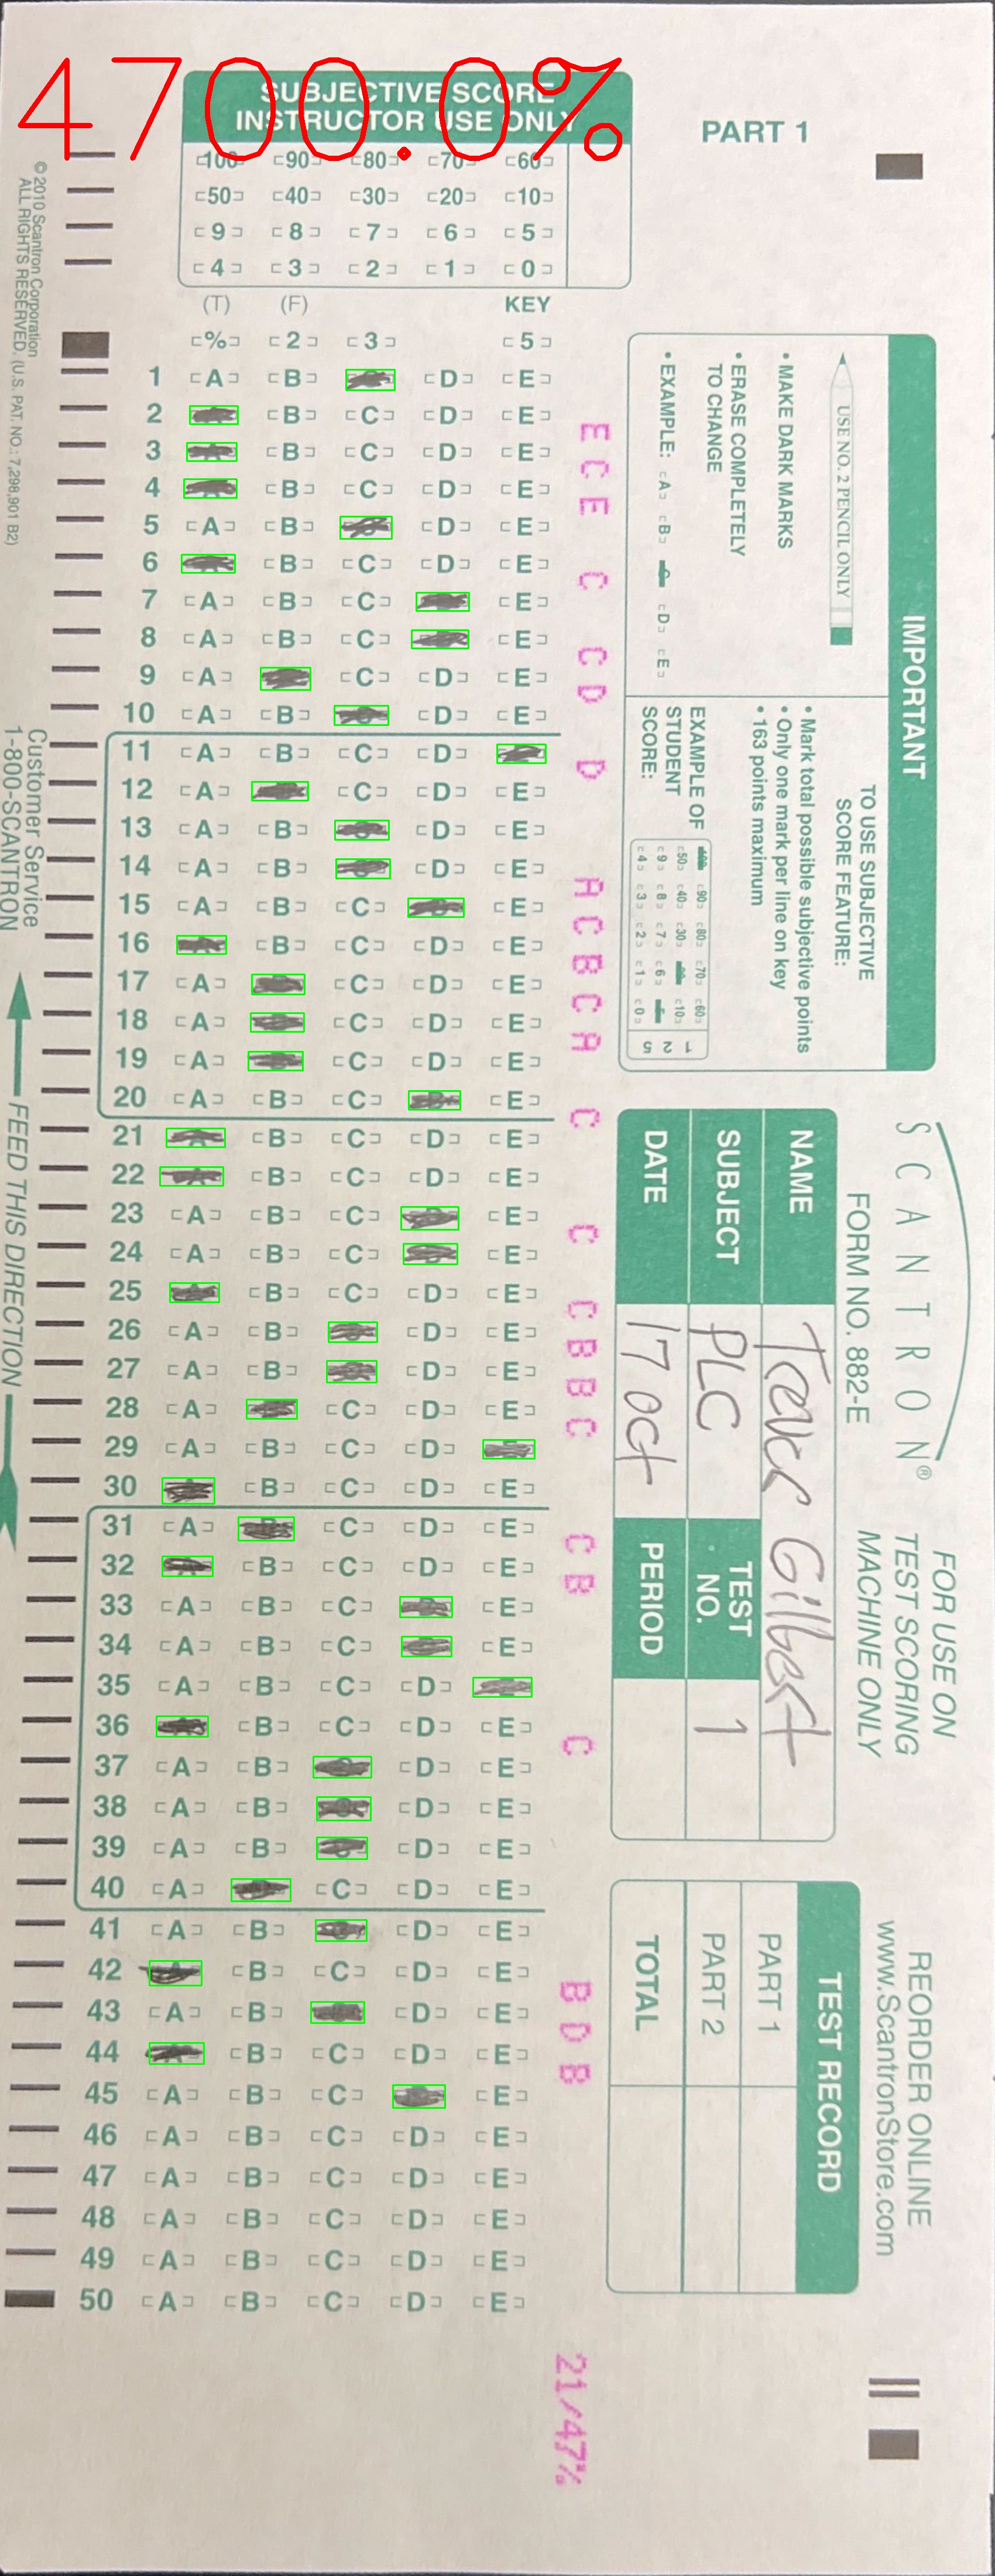 4700.0%
SUBJECTIVE SCORE
INSTRUCTOR USE ONLY
100 90 80 70 60
50 40 30 20 10
9 8 7 6 5
4 3 2 1 0
PART 1
© 2010 Scantron Corporation
ALL RIGHTS RESERVED. (U.S. PAT. NO.: 7,298,901 B2)
Customer Service
1-800-SCANTRON
FEED THIS DIRECTION
(T) (F) KEY
% 2 3 5
1 A B D E
2 B C D E
3 B C D E
4 B C D E
5 A B D E
6 B C D E
7 A B C E
8 A B C E
9 A C D E
10 A B D E
11 A B C D
12 A C D E
13 A B D E
14 A B D E
15 A B C E
16 B C D E
17 A C D E
18 A C D E
19 A C D E
20 A B C E
21 B C D E
22 B C D E
23 A B C E
24 A B C E
25 B C D E
26 A B D E
27 A B D E
28 A C D E
29 A B C D
30 B C D E
31 A C D E
32 B C D E
33 A B C E
34 A B C E
35 A B C D
36 B C D E
37 A B D E
38 A B D E
39 A B D E
40 A C D E
41 A B D E
42 B C D E
43 A B D E
44 B C D E
45 A B C E
46 A B C D E
47 A B C D E
48 A B C D E
49 A B C D E
50 A B C D E
E
C
E
C
C
D
D
A
C
B
C
A
C
C
C
B
B
C
C
B
C
B
D
B
21/47%
IMPORTANT
USE NO. 2 PENCIL ONLY
• MAKE DARK MARKS
• ERASE COMPLETELY
TO CHANGE
• EXAMPLE: A B D E
TO USE SUBJECTIVE
SCORE FEATURE:
• Mark total possible subjective points
• Only one mark per line on key
• 163 points maximum
EXAMPLE OF
STUDENT
SCORE:
90 80 70 60
50 40 30 10
9 8 7 6
4 3 2 1 0
1
2
5
SCANTRON®
FORM NO. 882-E
FOR USE ON
TEST SCORING
MACHINE ONLY
NAME Trever Gilbert
SUBJECT PLC
TEST
NO. 1
DATE 17 Oct
PERIOD
REORDER ONLINE
www.ScantronStore.com
TEST RECORD
PART 1
PART 2
TOTAL